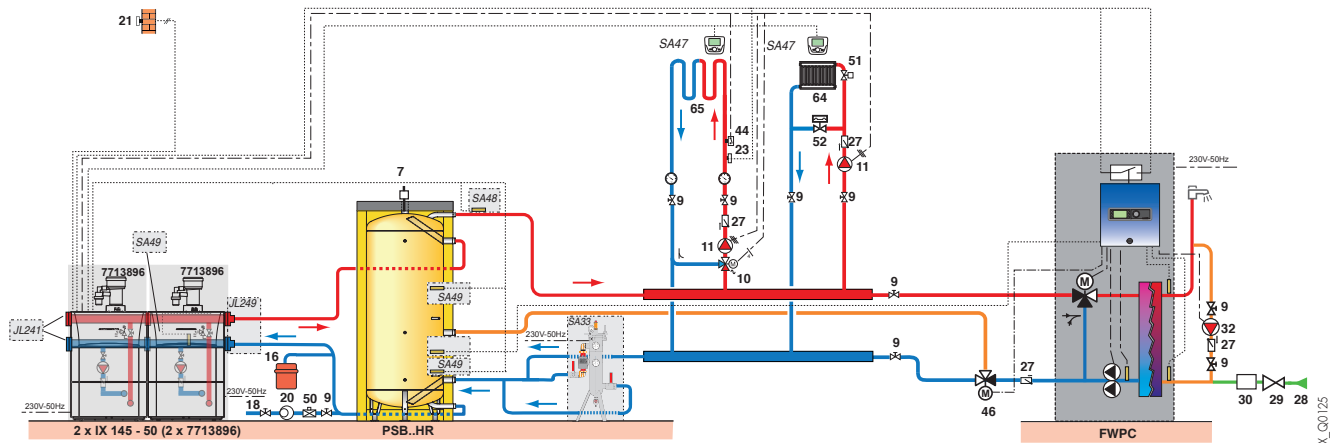 21
SA47
SA47
51
65
64
44
23
52
27
11
7
230V-50Hz
SA48
9
9
9
9
27
11
10
M
SA49
7713896
7713896
JL249
JL241
SA49
SA33
230V-50Hz
SA49
9
M
9
32
27
9
9
16
230V-50Hz
230V-50Hz
18
20
50
9
27
M
46
30
29
28
2 x IX 145 - 50 (2 x 7713896)
PSB..HR
FWPC
X_Q0125